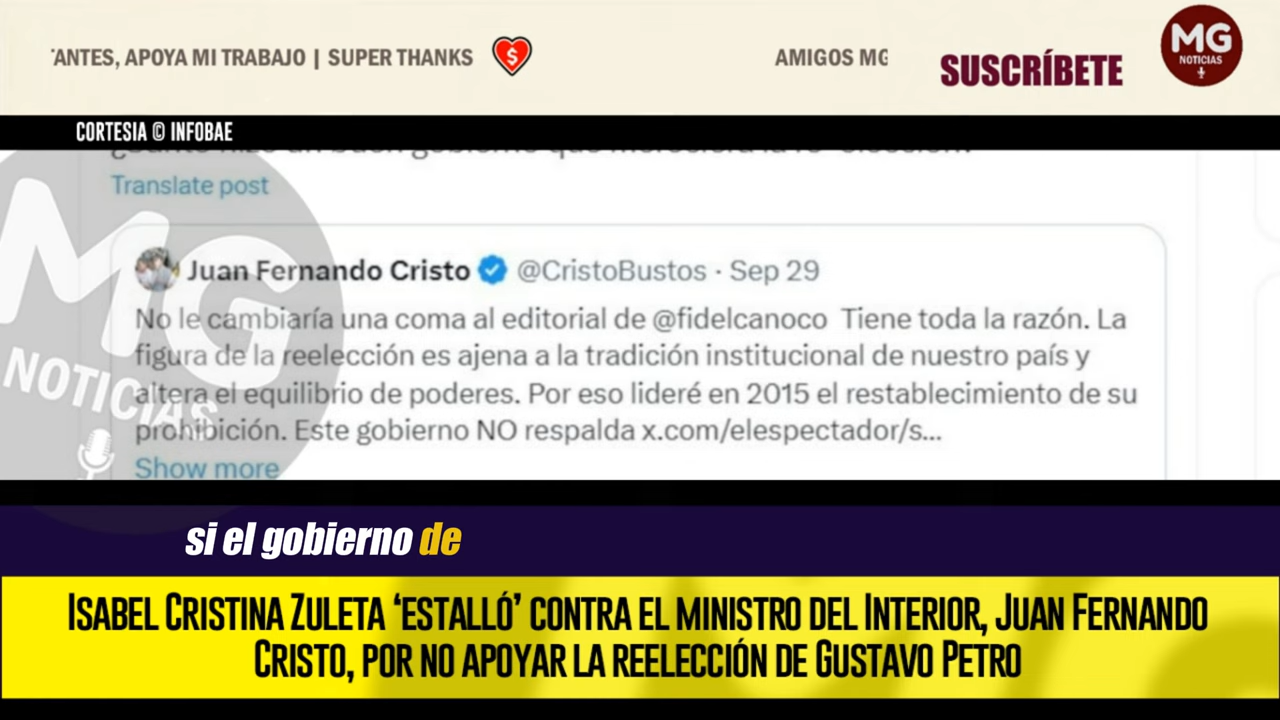 TANTES, APOYA MI TRABAJO | SUPER THANKS
AMIGOS MG
SUSCRÍBETE
MG
NOTICIAS
CORTESIA © INFOBAE
Translate post
Juan Fernando Cristo @CristoBustos · Sep 29
No le cambiaría una coma al editorial de @fidelcanoco Tiene toda la razón. La
figura de la reelección es ajena a la tradición institucional de nuestro país y
altera el equilibrio de poderes. Por eso lideré en 2015 el restablecimiento de su
prohibición. Este gobierno NO respalda x.com/elespectador/s...
Show more
MG
NOTICIAS
si el gobierno de
ISABEL CRISTINA ZULETA ‘ESTALLÓ’ CONTRA EL MINISTRO DEL INTERIOR, JUAN FERNANDO
CRISTO, POR NO APOYAR LA REELECCIÓN DE GUSTAVO PETRO